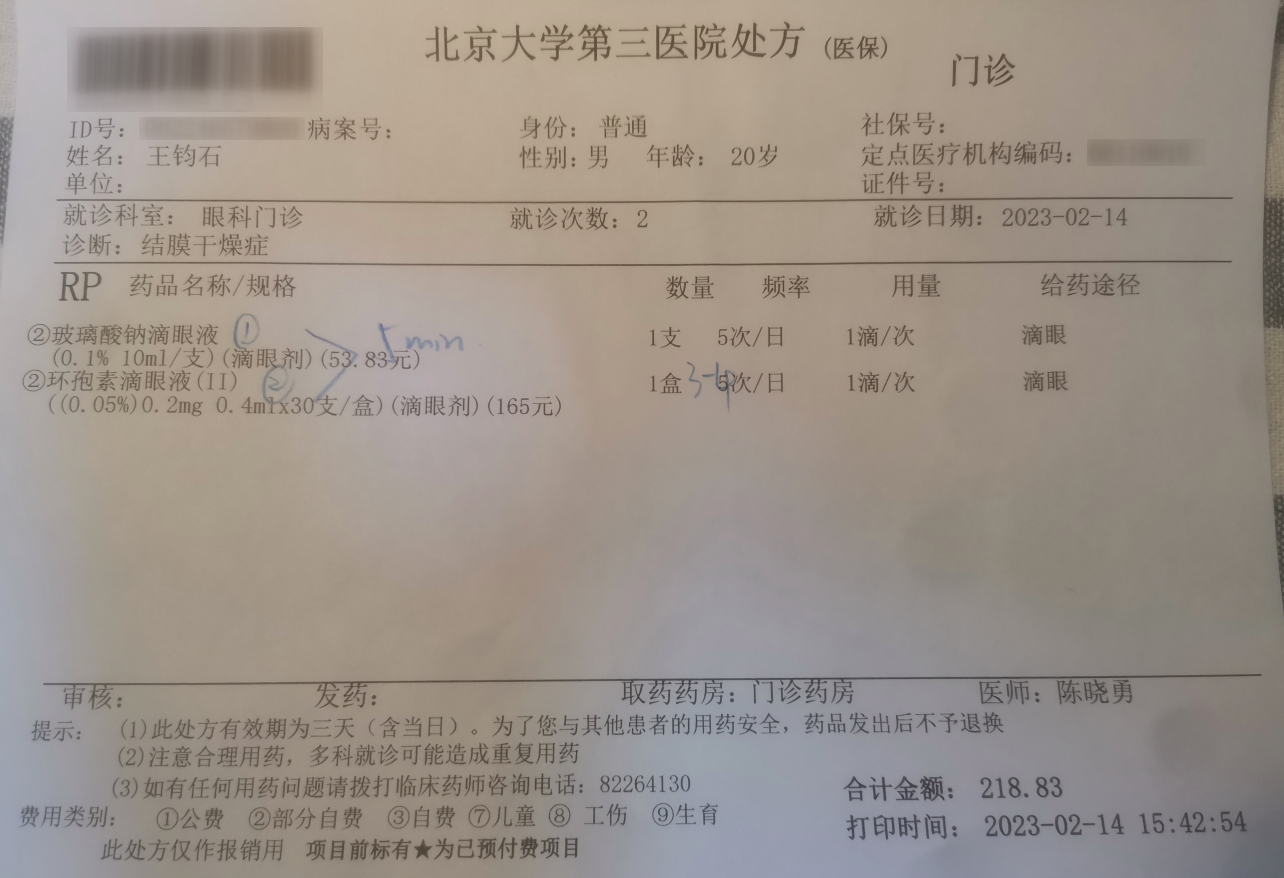 北京大学第三医院处方 (医保)
门诊
ID号: 病案号: 身份: 普通 社保号:
姓名: 王钧石 性别: 男 年龄: 20岁 定点医疗机构编码:
单位: 证件号:
就诊科室: 眼科门诊 就诊次数: 2 就诊日期: 2023-02-14
诊断: 结膜干燥症
RP 药品名称/规格 数量 频率 用量 给药途径
②玻璃酸钠滴眼液 ① 5min 1支 5次/日 1滴/次 滴眼
(0.1% 10ml/支)(滴眼剂)(53.83元)
②环孢素滴眼液(II) ② 1盒 3-4 5次/日 1滴/次 滴眼
((0.05%)0.2mg 0.4mlx30支/盒)(滴眼剂)(165元)
审核: 发药: 取药药房: 门诊药房 医师: 陈晓勇
提示: (1)此处方有效期为三天（含当日）。为了您与其他患者的用药安全，药品发出后不予退换
(2)注意合理用药，多科就诊可能造成重复用药
(3)如有任何用药问题请拨打临床药师咨询电话: 82264130
合计金额: 218.83
费用类别: ①公费 ②部分自费 ③自费 ⑦儿童 ⑧ 工伤 ⑨生育
打印时间: 2023-02-14 15:42:54
此处方仅作报销用 项目前标有★为已预付费项目